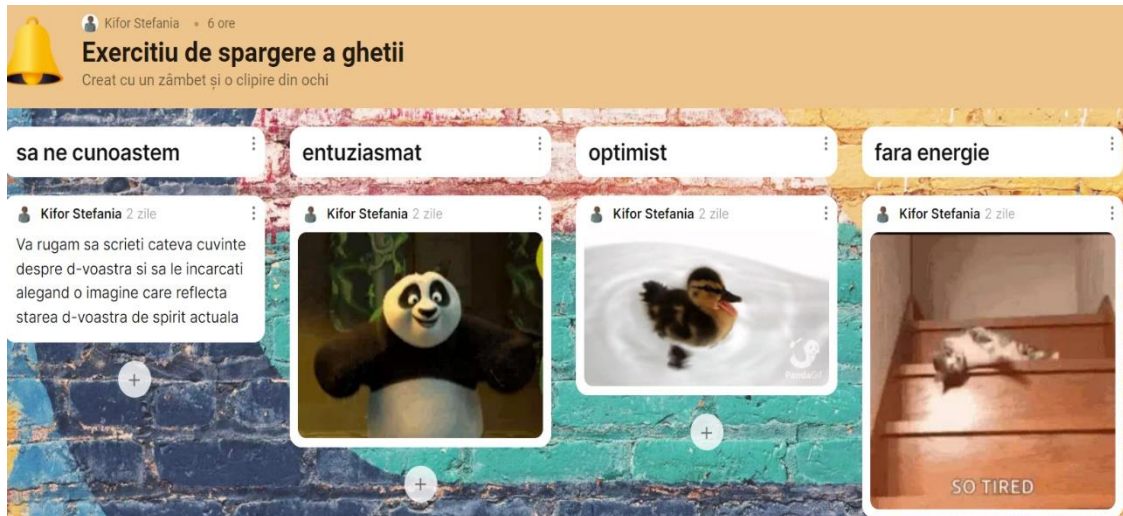 Kifor Stefania • 6 ore
Exercitiu de spargere a ghetii
Creat cu un zâmbet și o clipire din ochi
sa ne cunoastem
entuziasmat
optimist
fara energie
Kifor Stefania 2 zile
Va rugam sa scrieti cateva cuvinte
despre d-voastra si sa le incarcati
alegand o imagine care reflecta
starea d-voastra de spirit actuala
Kifor Stefania 2 zile
Kifor Stefania 2 zile
PandaGif
Kifor Stefania 2 zile
SO TIRED